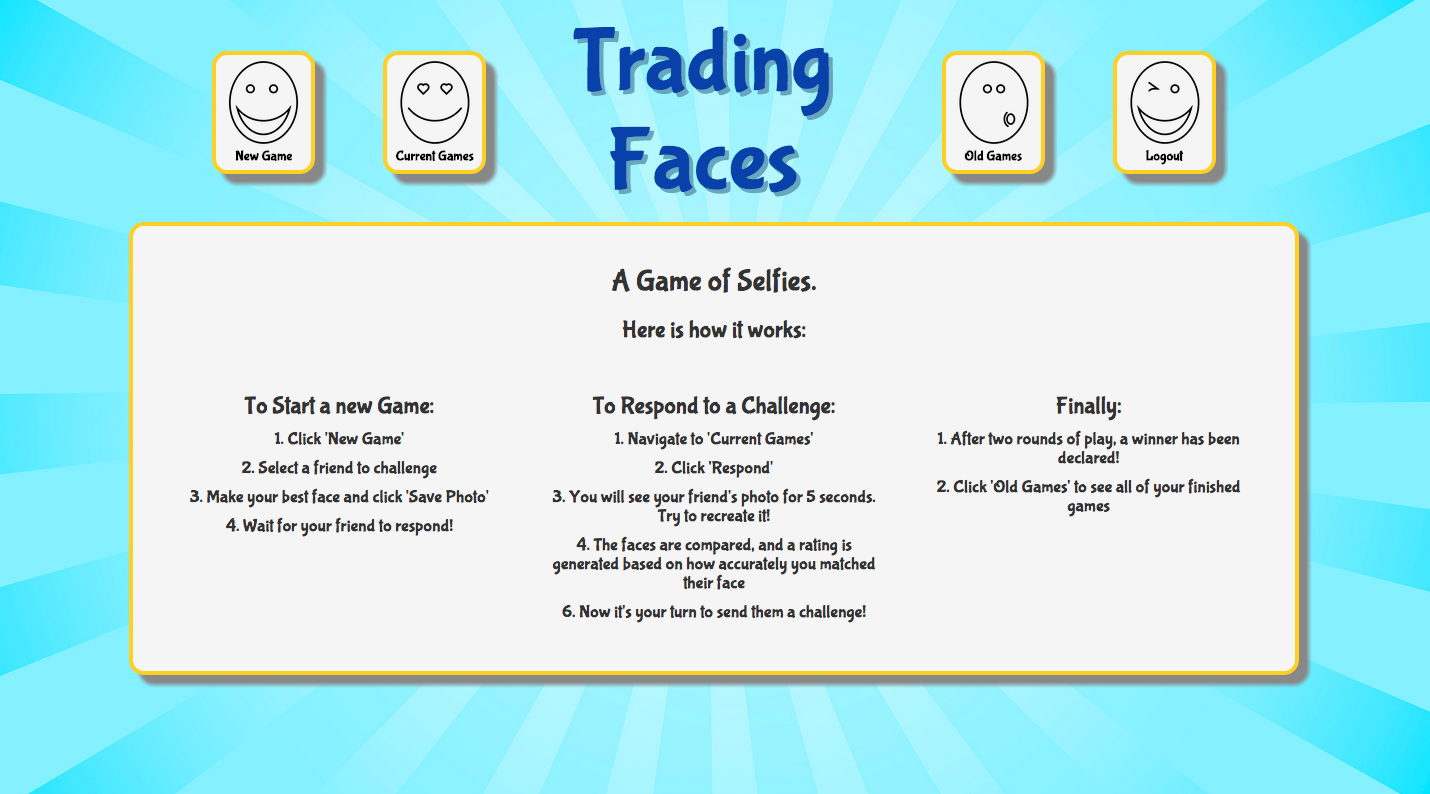 Trading
Faces
New Game
Current Games
Old Games
Logout
A Game of Selfies.
Here is how it works:
To Start a new Game:
1. Click 'New Game'
2. Select a friend to challenge
3. Make your best face and click 'Save Photo'
4. Wait for your friend to respond!
To Respond to a Challenge:
1. Navigate to 'Current Games'
2. Click 'Respond'
3. You will see your friend's photo for 5 seconds.
Try to recreate it!
4. The faces are compared, and a rating is
generated based on how accurately you matched
their face
6. Now it's your turn to send them a challenge!
Finally:
1. After two rounds of play, a winner has been
declared!
2. Click 'Old Games' to see all of your finished
games